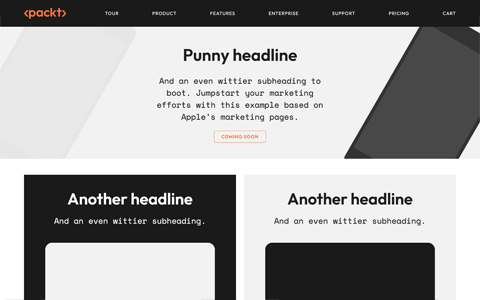 <packt>
TOUR PRODUCT FEATURES ENTERPRISE SUPPORT PRICING CART
Punny headline
And an even wittier subheading to
boot. Jumpstart your marketing
efforts with this example based on
Apple's marketing pages.
COMING SOON
Another headline
And an even wittier subheading.
Another headline
And an even wittier subheading.